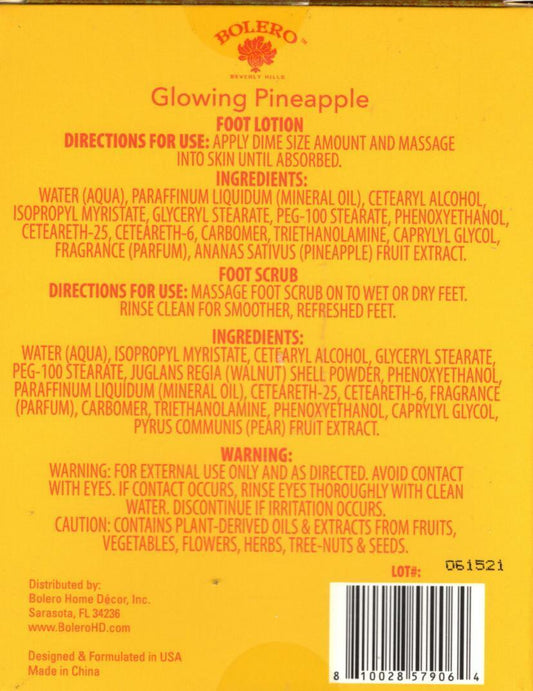 BOLERO™
BEVERLY HILLS
Glowing Pineapple
FOOT LOTION
DIRECTIONS FOR USE: APPLY DIME SIZE AMOUNT AND MASSAGE
INTO SKIN UNTIL ABSORBED.
INGREDIENTS:
WATER (AQUA), PARAFFINUM LIQUIDUM (MINERAL OIL), CETEARYL ALCOHOL,
ISOPROPYL MYRISTATE, GLYCERYL STEARATE, PEG-100 STEARATE, PHENOXYETHANOL,
CETEARETH-25, CETEARETH-6, CARBOMER, TRIETHANOLAMINE, CAPRYLYL GLYCOL,
FRAGRANCE (PARFUM), ANANAS SATIVUS (PINEAPPLE) FRUIT EXTRACT.
FOOT SCRUB
DIRECTIONS FOR USE: MASSAGE FOOT SCRUB ON TO WET OR DRY FEET.
RINSE CLEAN FOR SMOOTHER, REFRESHED FEET.
INGREDIENTS:
WATER (AQUA), ISOPROPYL MYRISTATE, CETEARYL ALCOHOL, GLYCERYL STEARATE,
PEG-100 STEARATE, JUGLANS REGIA (WALNUT) SHELL POWDER, PHENOXYETHANOL,
PARAFFINUM LIQUIDUM (MINERAL OIL), CETEARETH-25, CETEARETH-6, FRAGRANCE
(PARFUM), CARBOMER, TRIETHANOLAMINE, PHENOXYETHANOL, CAPRYLYL GLYCOL,
PYRUS COMMUNIS (PEAR) FRUIT EXTRACT.
WARNING:
WARNING: FOR EXTERNAL USE ONLY AND AS DIRECTED. AVOID CONTACT
WITH EYES. IF CONTACT OCCURS, RINSE EYES THOROUGHLY WITH CLEAN
WATER. DISCONTINUE IF IRRITATION OCCURS.
CAUTION: CONTAINS PLANT-DERIVED OILS & EXTRACTS FROM FRUITS,
VEGETABLES, FLOWERS, HERBS, TREE-NUTS & SEEDS.
LOT#: 061521
Distributed by:
Bolero Home Décor, Inc.
Sarasota, FL 34236
www.BoleroHD.com
Designed & Formulated in USA
Made in China
8 10028 57906 4